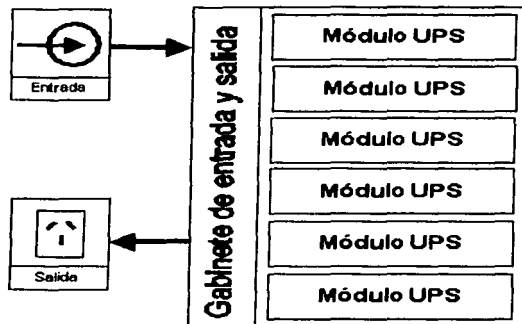 Entrada
Salida
Gabinete de entrada y salida
Módulo UPS
Módulo UPS
Módulo UPS
Módulo UPS
Módulo UPS
Módulo UPS